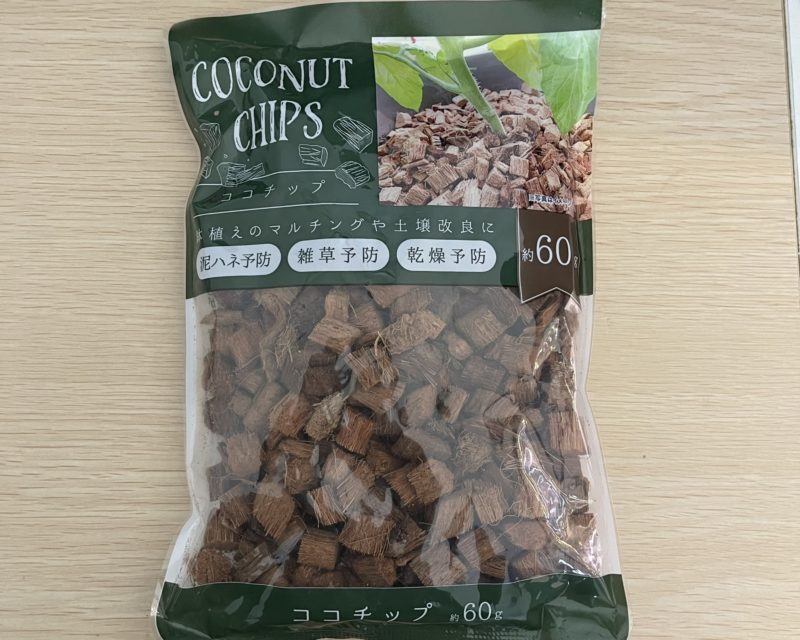 COCONUT
CHIPS
ココチップ
植えのマルチングや土壌改良に
泥ハネ予防 雑草予防 乾燥予防
約60g
ココチップ 約60g